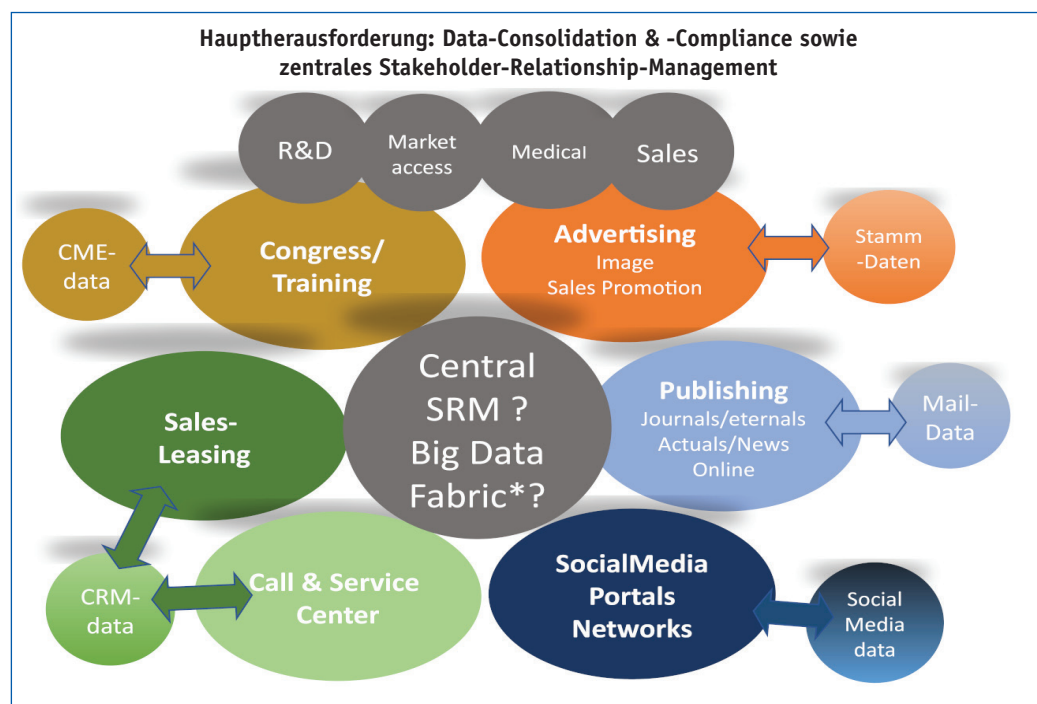 Hauptherausforderung: Data-Consolidation & -Compliance sowie
zentrales Stakeholder-Relationship-Management
R&D
Market
access
Medical
Sales
CME-
data
Congress/
Training
Advertising
Image
Sales Promotion
Stamm
-Daten
Central
SRM ?
Big Data
Fabric*?
Sales-
Leasing
Publishing
Journals/eternals
Actuals/News
Online
Mail-
Data
CRM-
data
Call & Service
Center
SocialMedia
Portals
Networks
Social
Media
data